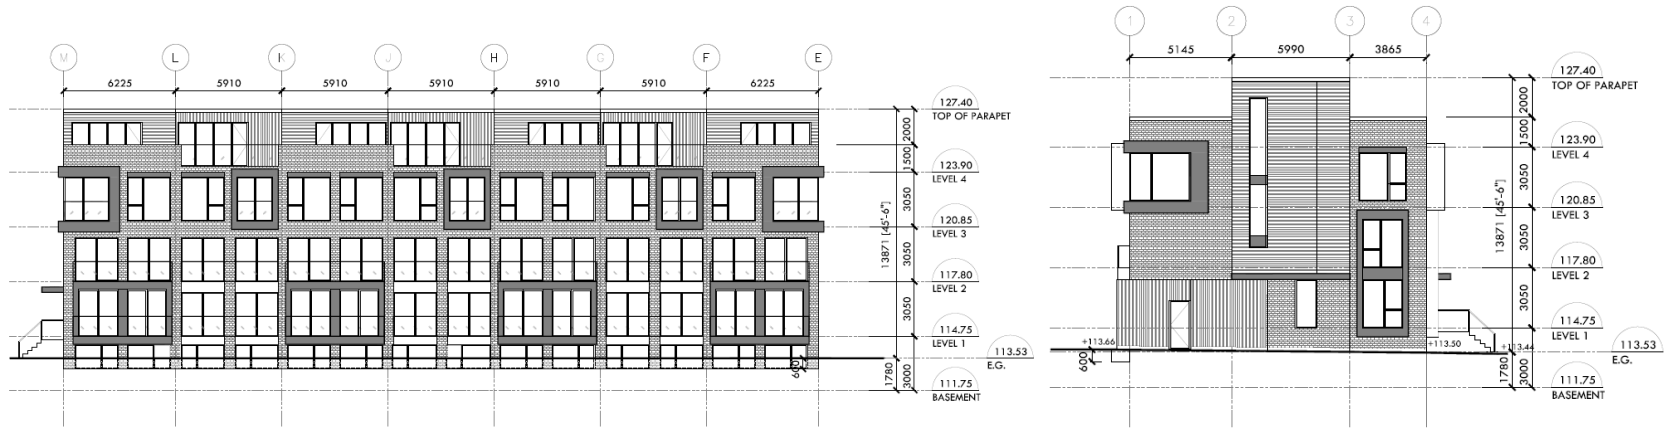 M L K J H G F E
6225 5910 5910 5910 5910 5910 6225
127.40
TOP OF PARAPET
2000
1500
123.90
LEVEL 4
3050
120.85
LEVEL 3
13871 [45'-6"]
3050
117.80
LEVEL 2
3050
114.75
LEVEL 1
113.53
E.G.
600
1780
3000
111.75
BASEMENT
1 2 3 4
5145 5990 3865
127.40
TOP OF PARAPET
2000
1500
123.90
LEVEL 4
3050
120.85
LEVEL 3
13871 [45'-6"]
3050
117.80
LEVEL 2
3050
114.75
LEVEL 1
+113.66
+113.50
+113.44
113.53
E.G.
600
1780
3000
111.75
BASEMENT